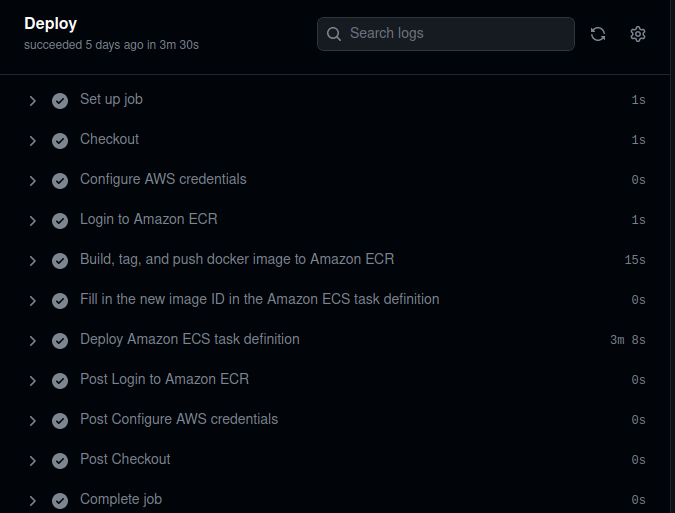 Deploy
succeeded 5 days ago in 3m 30s
Search logs
Set up job 1s
Checkout 1s
Configure AWS credentials 0s
Login to Amazon ECR 1s
Build, tag, and push docker image to Amazon ECR 15s
Fill in the new image ID in the Amazon ECS task definition 0s
Deploy Amazon ECS task definition 3m 8s
Post Login to Amazon ECR 0s
Post Configure AWS credentials 0s
Post Checkout 0s
Complete job 0s